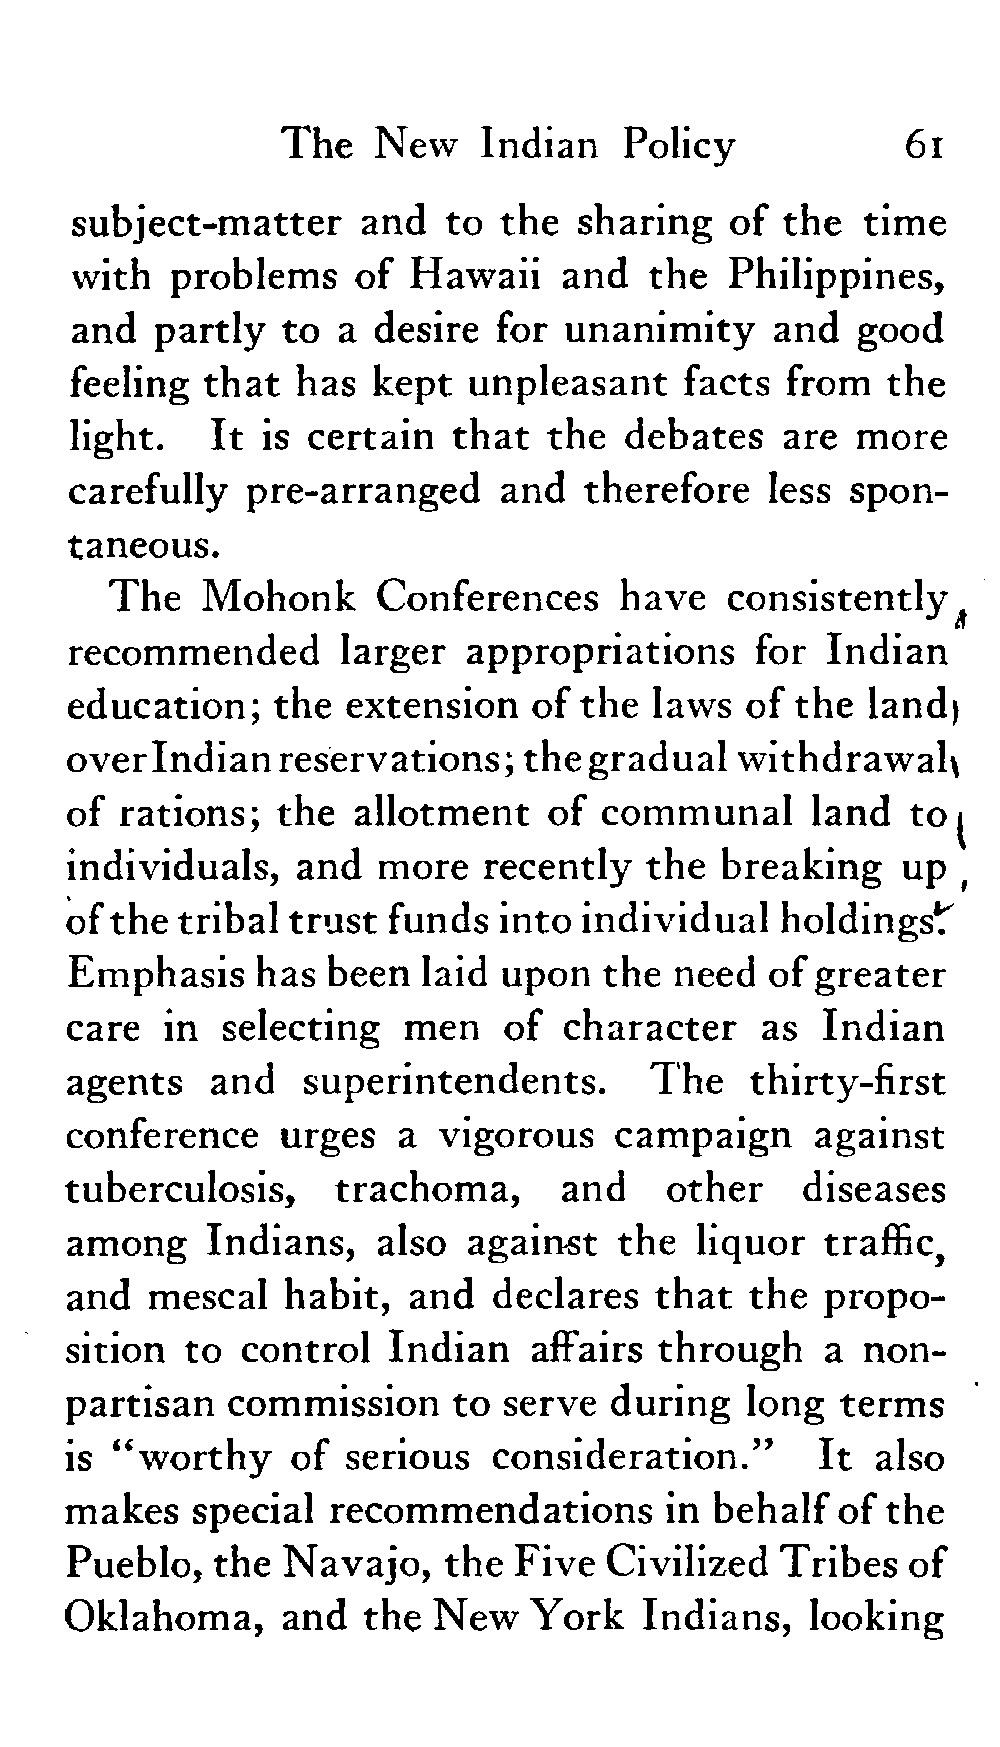 The New Indian Policy 61
subject-matter and to the sharing of the time
with problems of Hawaii and the Philippines,
and partly to a desire for unanimity and good
feeling that has kept unpleasant facts from the
light. It is certain that the debates are more
carefully pre-arranged and therefore less spon-
taneous.
The Mohonk Conferences have consistently
recommended larger appropriations for Indian
education; the extension of the laws of the land
over Indian reservations; the gradual withdrawal
of rations; the allotment of communal land to
individuals, and more recently the breaking up
of the tribal trust funds into individual holdings.
Emphasis has been laid upon the need of greater
care in selecting men of character as Indian
agents and superintendents. The thirty-first
conference urges a vigorous campaign against
tuberculosis, trachoma, and other diseases
among Indians, also against the liquor traffic,
and mescal habit, and declares that the propo-
sition to control Indian affairs through a non-
partisan commission to serve during long terms
is “worthy of serious consideration.” It also
makes special recommendations in behalf of the
Pueblo, the Navajo, the Five Civilized Tribes of
Oklahoma, and the New York Indians, looking